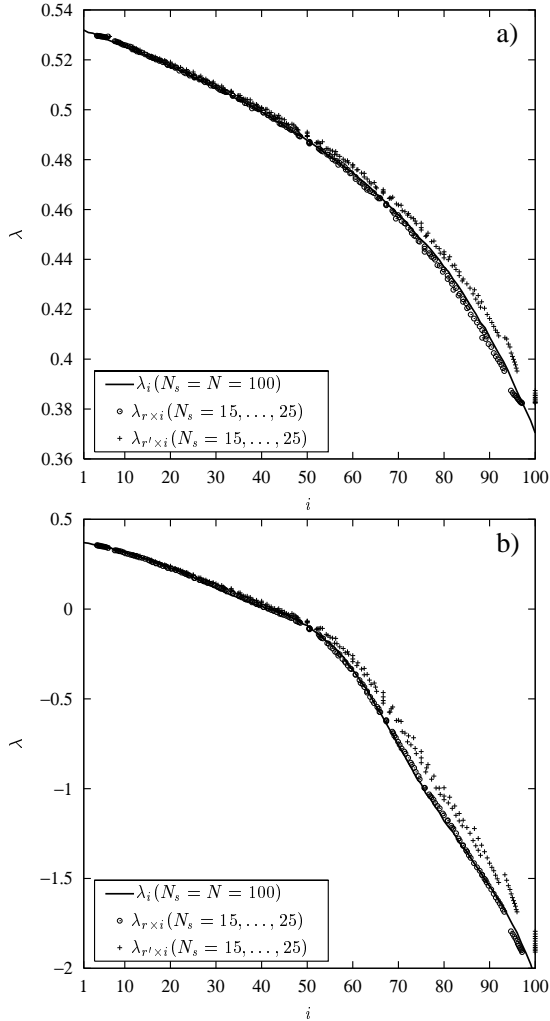 a)
0.54
0.52
0.5
0.48
0.46
0.44
0.42
0.4
0.38
0.36
λ
λ_i(N_s = N = 100)
λ_{r×i}(N_s = 15, ..., 25)
λ_{r'×i}(N_s = 15, ..., 25)
1 10 20 30 40 50 60 70 80 90 100
i
b)
0.5
0
−0.5
−1
−1.5
−2
λ
λ_i(N_s = N = 100)
λ_{r×i}(N_s = 15, ..., 25)
λ_{r'×i}(N_s = 15, ..., 25)
1 10 20 30 40 50 60 70 80 90 100
i